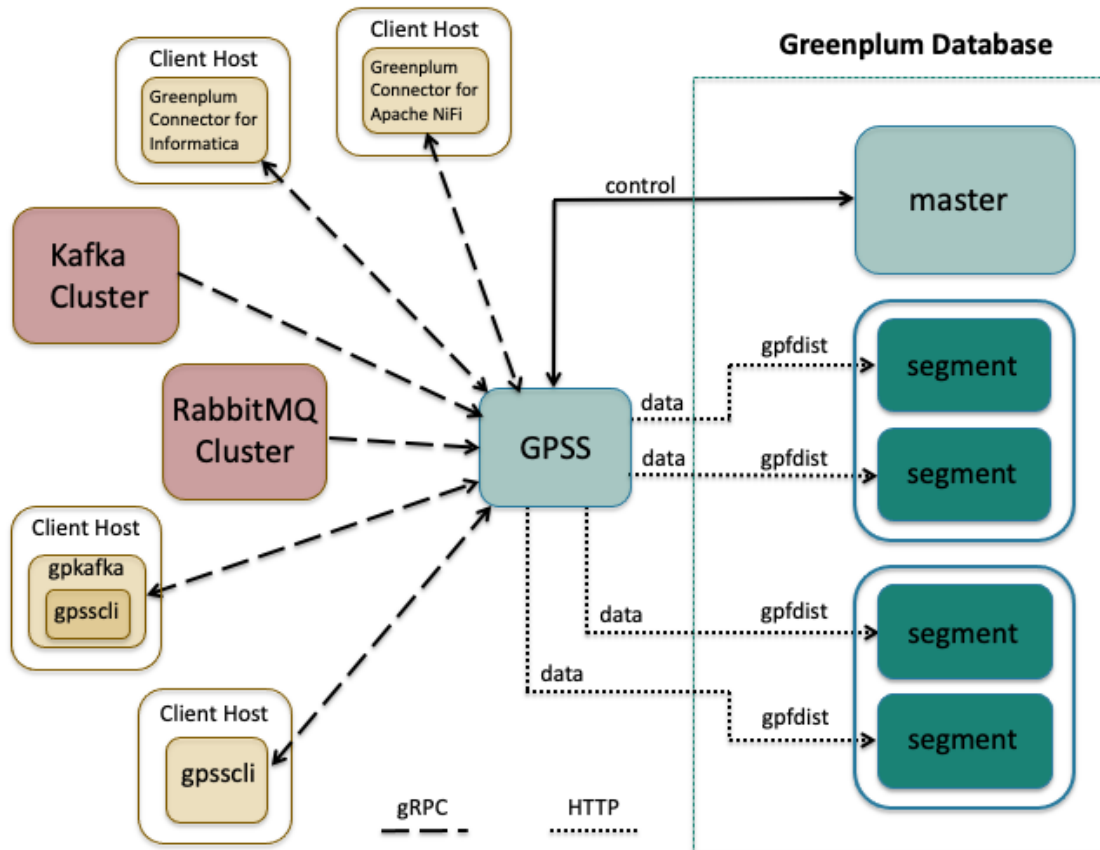 Client Host
Greenplum
Connector for
Informatica
Client Host
Greenplum
Connector for
Apache NiFi
Greenplum Database
control
master
Kafka
Cluster
RabbitMQ
Cluster
GPSS
data
gpfdist
segment
data
gpfdist
segment
Client Host
gpkafka
gpsscli
data
gpfdist
segment
data
gpfdist
segment
Client Host
gpsscli
gRPC
HTTP